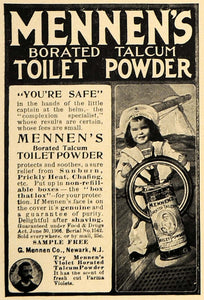 MENNEN'S
BORATED TALCUM
TOILET POWDER
"YOU'RE SAFE"
in the hands of the little
captain at the helm, the
"complexion specialist,"
whose results are certain,
whose fees are small.
MENNEN'S
Borated Talcum
TOILET POWDER
protects and soothes, a sure
relief from Sunburn,
Prickly Heat, Chafing,
etc. Put up in non-refill-
able boxes — the "box
that lox" — for your protec-
tion. If Mennen's face is on
the cover it's genuine and a
guarantee of purity.
Delightful after shaving.
Guaranteed under Food & Drugs
Act, June 30, 1906. Serial No. 1542.
Sold everywhere, or by mail, 25c.
SAMPLE FREE
G. Mennen Co., Newark, N.J.
Try Mennen's
Violet Borated
Talcum Powder
It has the scent of
fresh cut Parma
Violets.
MENNEN'S